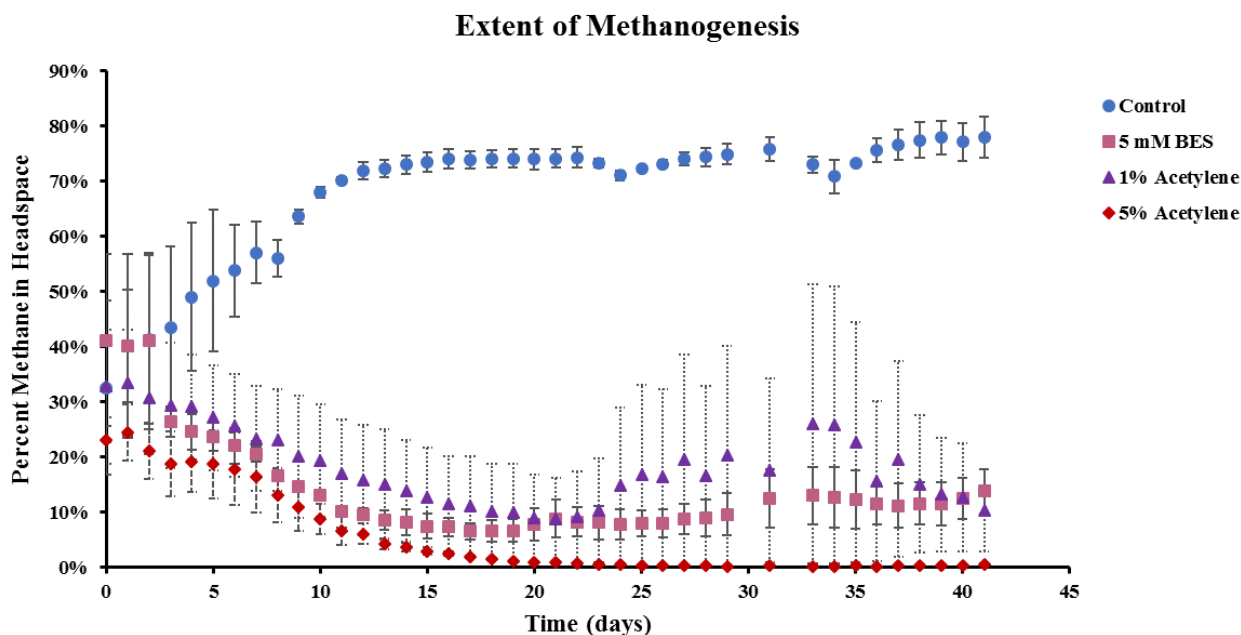 Extent of Methanogenesis
90%
80%
70%
60%
50%
40%
30%
20%
10%
0%
Percent Methane in Headspace
0
5
10
15
20
25
30
35
40
45
Time (days)
Control
5 mM BES
1% Acetylene
5% Acetylene